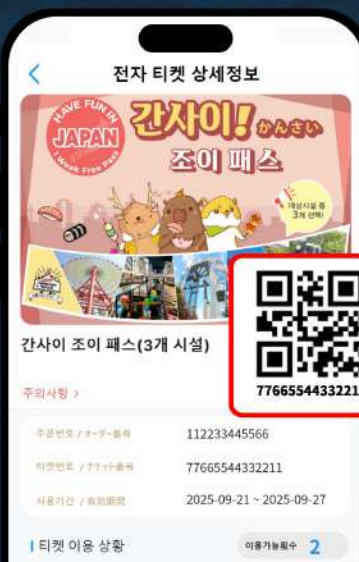 전자 티켓 상세정보
HAVE FUN IN
JAPAN
1 Week Free Pass
간사이! かんさい
조이 패스
대상시설 중
3개 선택!
간사이 조이 패스(3개 시설)
7766554433221
주의사항 >
주문번호 / オーダー番号
112233445566
티켓번호 / チケット番号
77665544332211
사용기간 / 有効期間
2025-09-21 ~ 2025-09-27
티켓 이용 상황
이용가능횟수 2